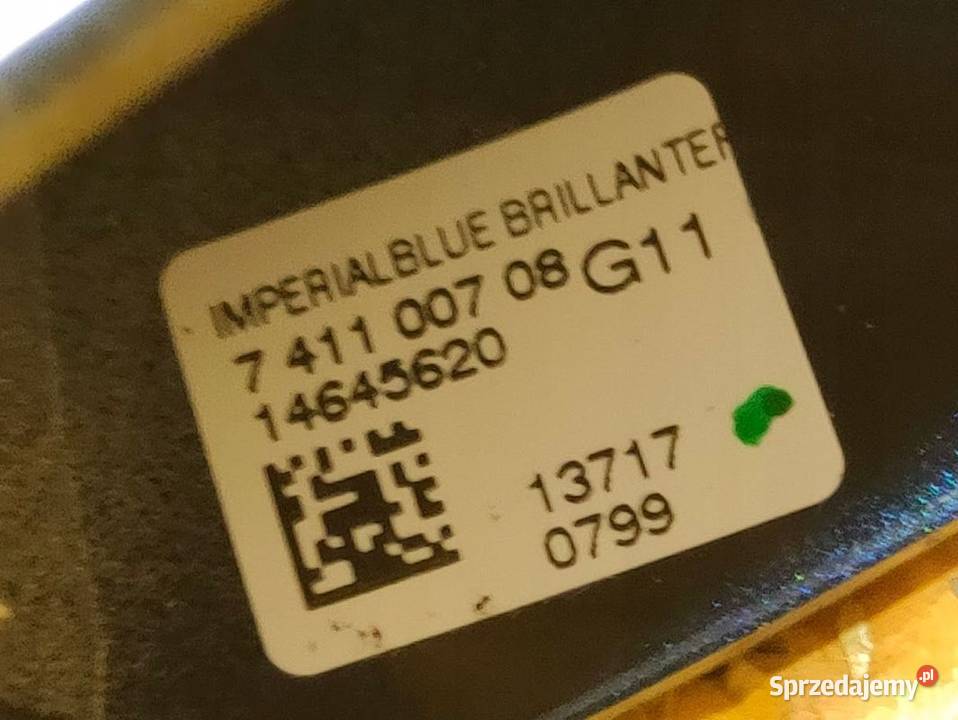 IMPERIALBLUE BRILLANTEF
7 411 007 08 G11
14645620
13717
0799
Sprzedajemy.pl